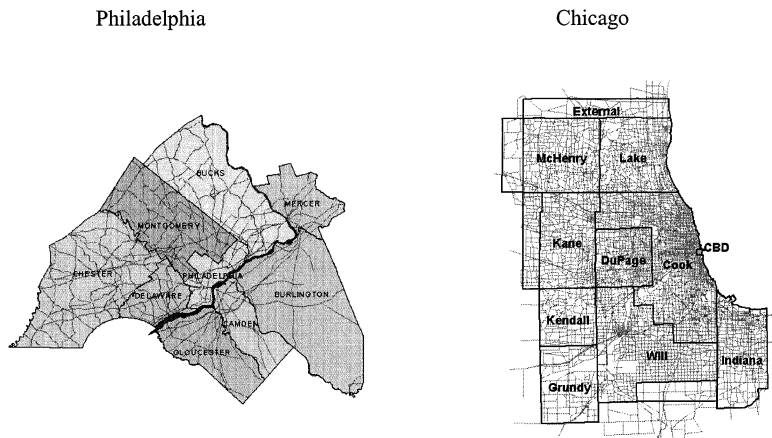 Philadelphia
Chicago
BUCKS
MERCER
MONTGOMERY
CHESTER
PHILADELPHIA
DELAWARE
BURLINGTON
CAMDEN
GLOUCESTER
External
McHenry
Lake
Kane
DuPage
Cook
CBD
Kendall
Will
Indiana
Grundy